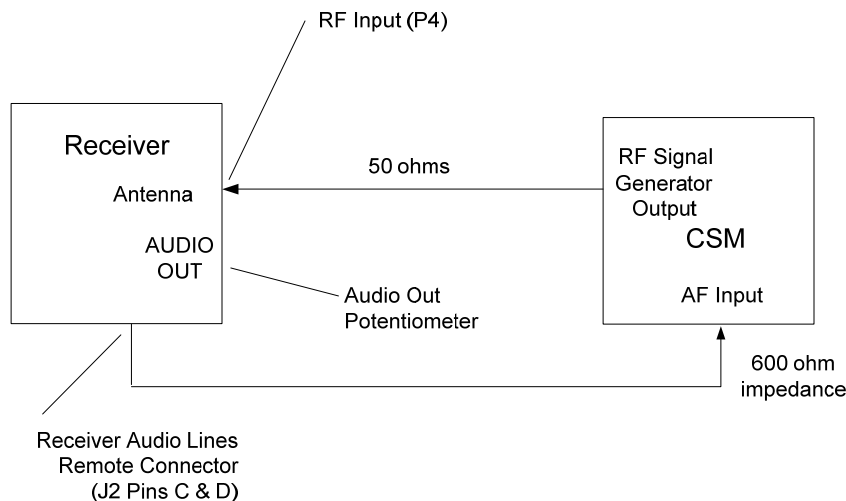 RF Input (P4)
Receiver
Antenna
AUDIO
OUT
50 ohms
RF Signal
Generator
Output
CSM
AF Input
Audio Out
Potentiometer
600 ohm
impedance
Receiver Audio Lines
Remote Connector
(J2 Pins C & D)